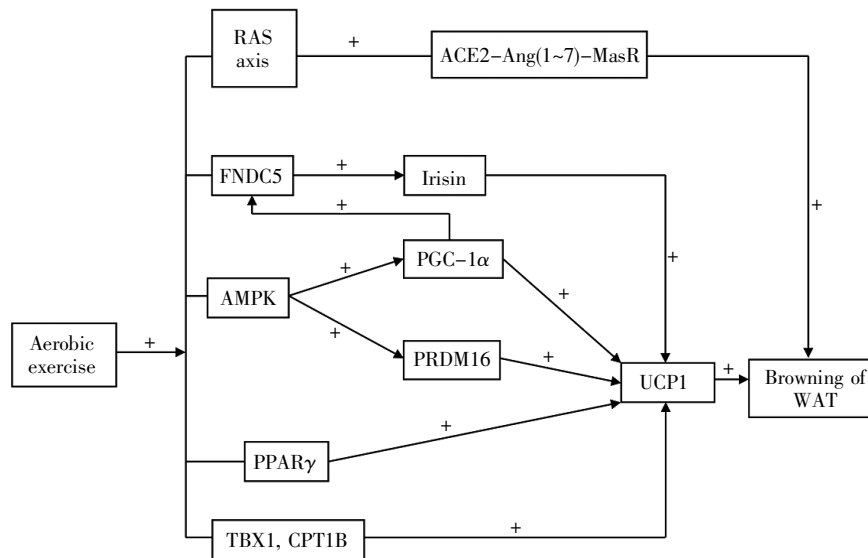 RAS
axis
+
ACE2-Ang(1~7)-MasR
+
FNDC5
+
Irisin
+
+
AMPK
+
PGC-1α
+
+
PRDM16
+
Aerobic
exercise
+
UCP1
+
Browning of
WAT
PPARγ
+
TBX1, CPT1B
+